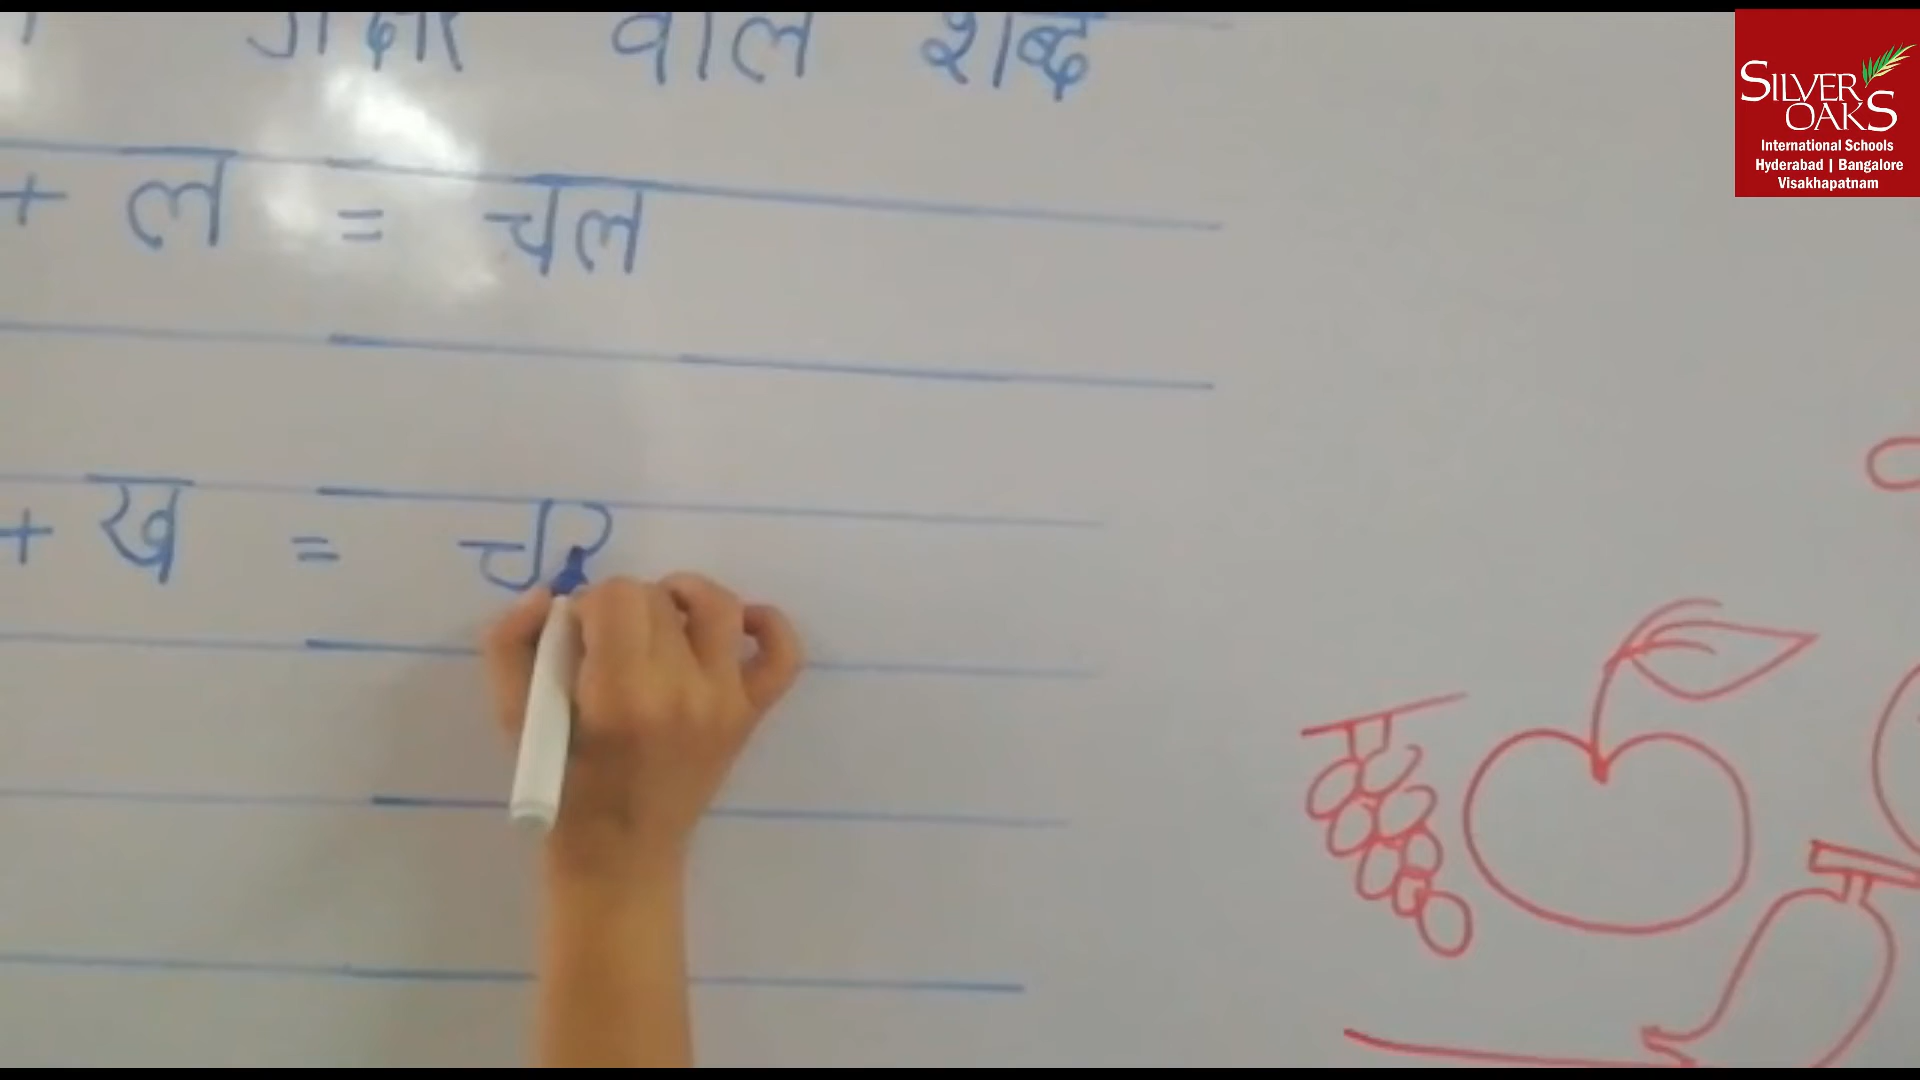 वाले शब्द
+ ल = चल
+ ख = च
SILVER OAKS
International Schools
Hyderabad | Bangalore
Visakhapatnam